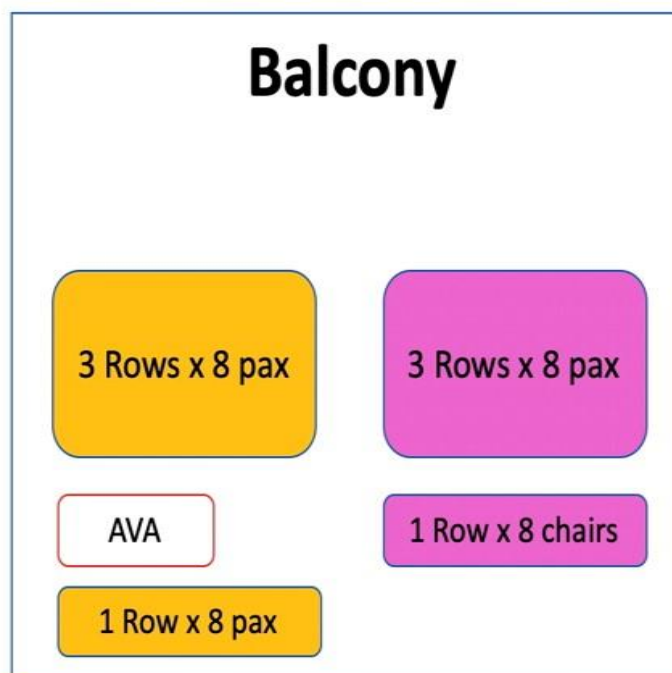 Balcony
3 Rows x 8 pax
3 Rows x 8 pax
AVA
1 Row x 8 chairs
1 Row x 8 pax